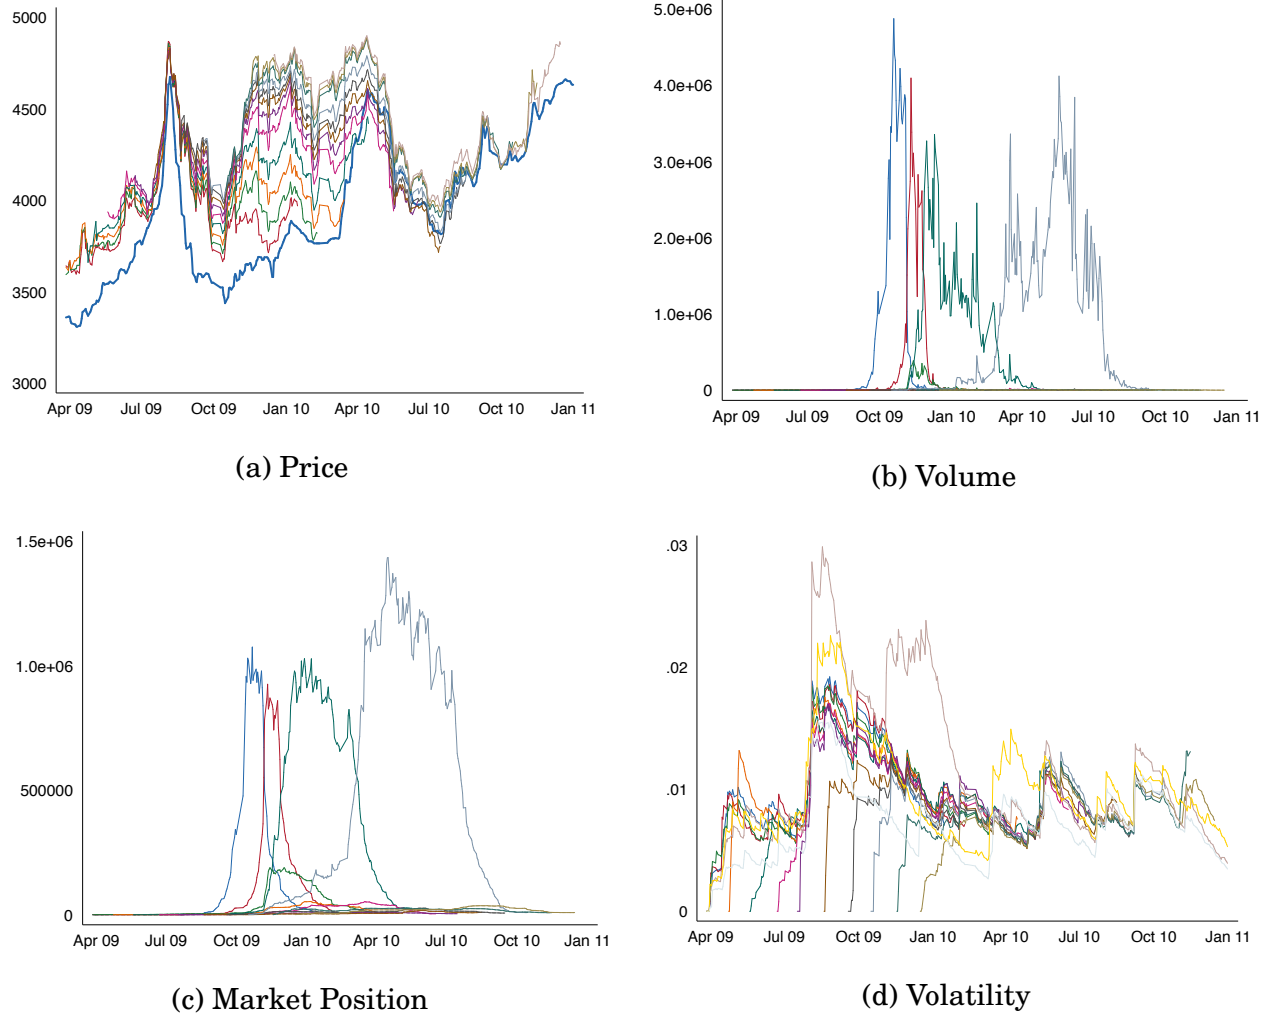 5000
4500
4000
3500
3000
Apr 09 Jul 09 Oct 09 Jan 10 Apr 10 Jul 10 Oct 10 Jan 11
(a) Price
5.0e+06
4.0e+06
3.0e+06
2.0e+06
1.0e+06
0
Apr 09 Jul 09 Oct 09 Jan 10 Apr 10 Jul 10 Oct 10 Jan 11
(b) Volume
1.5e+06
1.0e+06
500000
0
Apr 09 Jul 09 Oct 09 Jan 10 Apr 10 Jul 10 Oct 10 Jan 11
(c) Market Position
.03
.02
.01
0
Apr 09 Jul 09 Oct 09 Jan 10 Apr 10 Jul 10 Oct 10 Jan 11
(d) Volatility